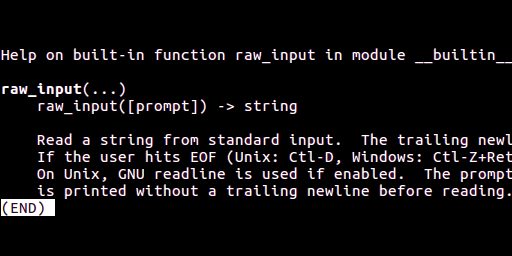 Help on built-in function raw_input in module __builtin__
raw_input(...)
raw_input([prompt]) -> string
Read a string from standard input.  The trailing newl
If the user hits EOF (Unix: Ctl-D, Windows: Ctl-Z+Ret
On Unix, GNU readline is used if enabled.  The prompt
is printed without a trailing newline before reading.
(END)